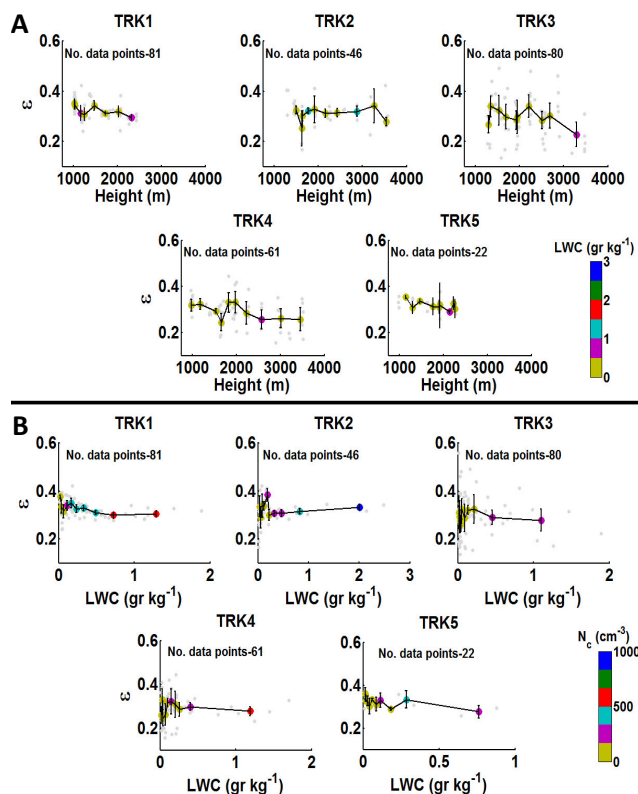 A
TRK1 TRK2 TRK3
0.6 0.6 0.6
No. data points-81 No. data points-46 No. data points-80
ε 0.4 0.4 0.4
0.2 0.2 0.2
1000 2000 3000 4000 1000 2000 3000 4000 1000 2000 3000 4000
Height (m) Height (m) Height (m)
TRK4 TRK5 LWC (gr kg⁻¹)
0.6 0.6 3
No. data points-61 No. data points-22
ε 0.4 0.4 2
0.2 0.2 1
1000 2000 3000 4000 1000 2000 3000 4000 0
Height (m) Height (m)
B
TRK1 TRK2 TRK3
0.6 0.6 0.6
No. data points-81 No. data points-46 No. data points-80
ε 0.4 0.4 0.4
0.2 0.2 0.2
0 1 2 0 1 2 3 0 1 2
LWC (gr kg⁻¹) LWC (gr kg⁻¹) LWC (gr kg⁻¹)
TRK4 TRK5 N_c (cm⁻³)
0.6 0.6 1000
No. data points-61 No. data points-22
ε 0.4 0.4 500
0.2 0.2
0 1 2 0 0.5 1 0
LWC (gr kg⁻¹) LWC (gr kg⁻¹)